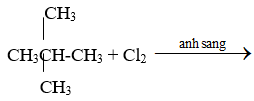 CH₃
anh sang
CH₃CH-CH₃ + Cl₂
CH₃